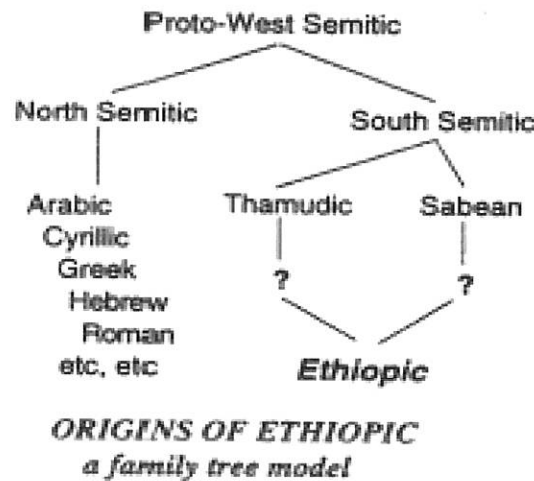 Proto-West Semitic
North Semitic South Semitic
Arabic Thamudic Sabean
Cyrillic
Greek ? ?
Hebrew
Roman
etc, etc Ethiopic
ORIGINS OF ETHIOPIC
a family tree model